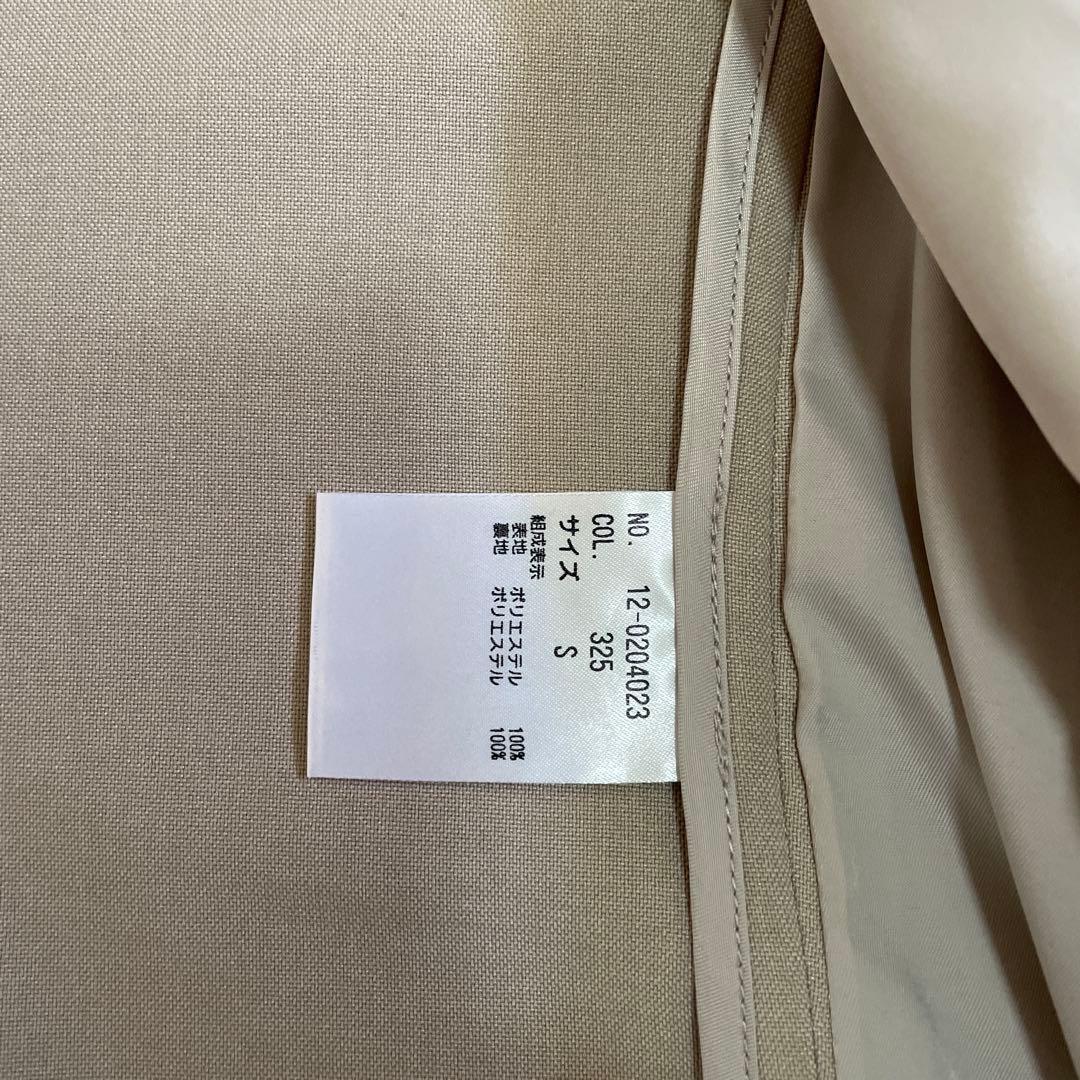 NO. 12-0204023
COL. 325
サイズ S
組成表示
表地 ポリエステル 100%
裏地 ポリエステル 100%